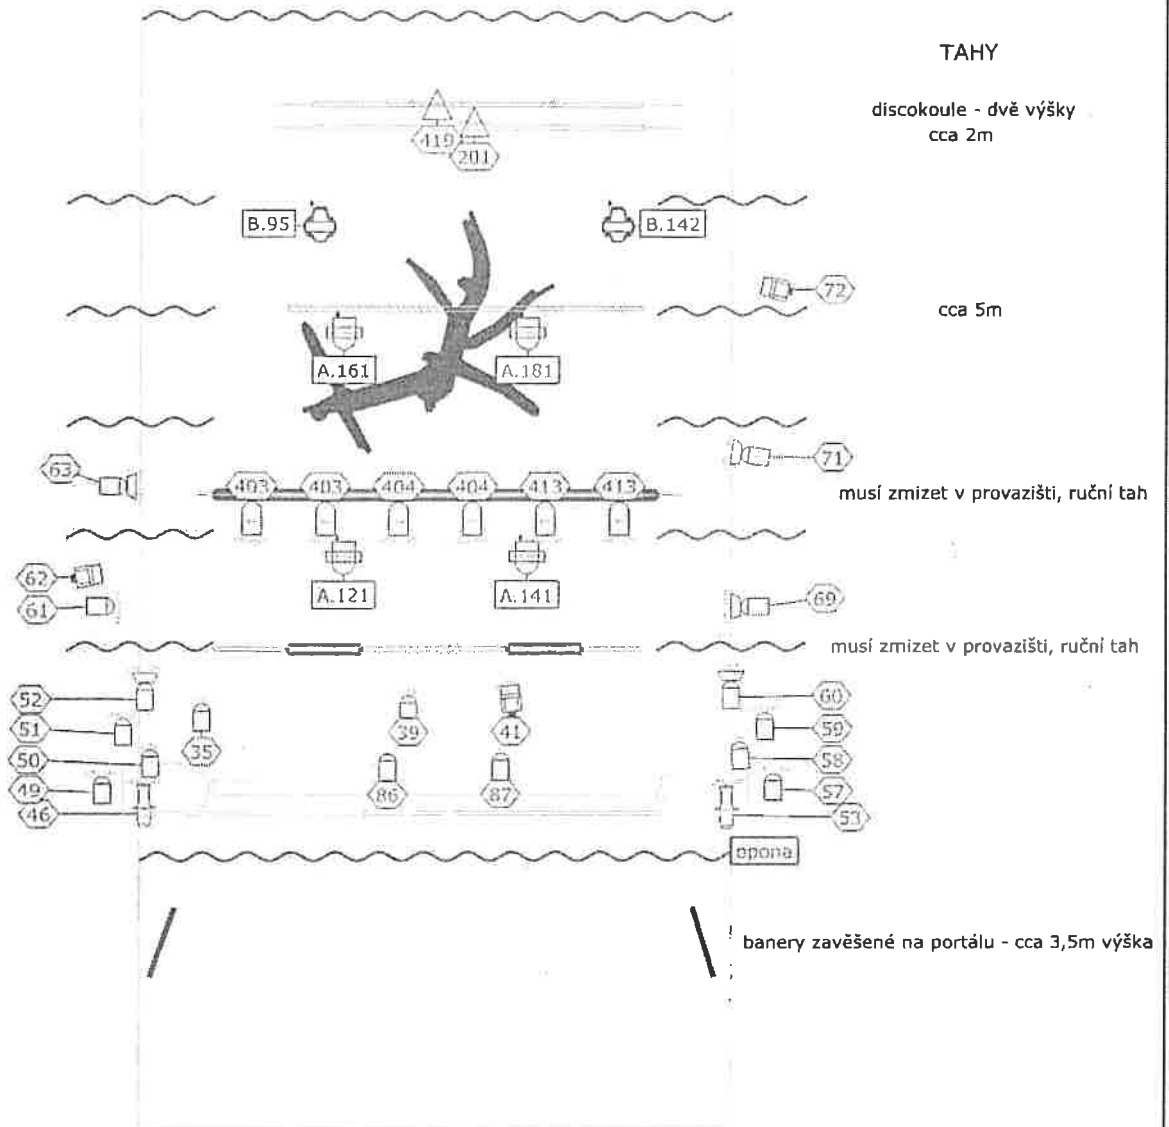 TAHY
discokoule - dvě výšky
cca 2m
419
201
B.95
B.142
72
cca 5m
A.161
A.181
63
71
403
403
404
404
413
413
musí zmizet v provazišti, ruční tah
62
A.121
A.141
61
69
musí zmizet v provazišti, ruční tah
52
60
51
39
41
59
35
50
58
49
86
87
57
46
53
opona
banery zavěšené na portálu - cca 3,5m výška